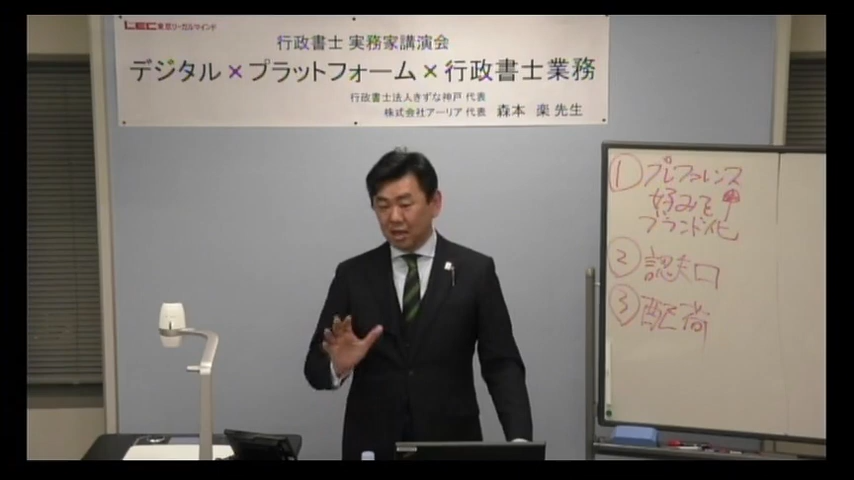 LEC東京リーガルマインド
行政書士 実務家講演会
デジタル×プラットフォーム×行政書士業務
行政書士法人きずな神戸 代表
株式会社アーリア 代表 森本 楽 先生
① プレファレンス
好みを
ブランド化
② 認知
③ 配荷